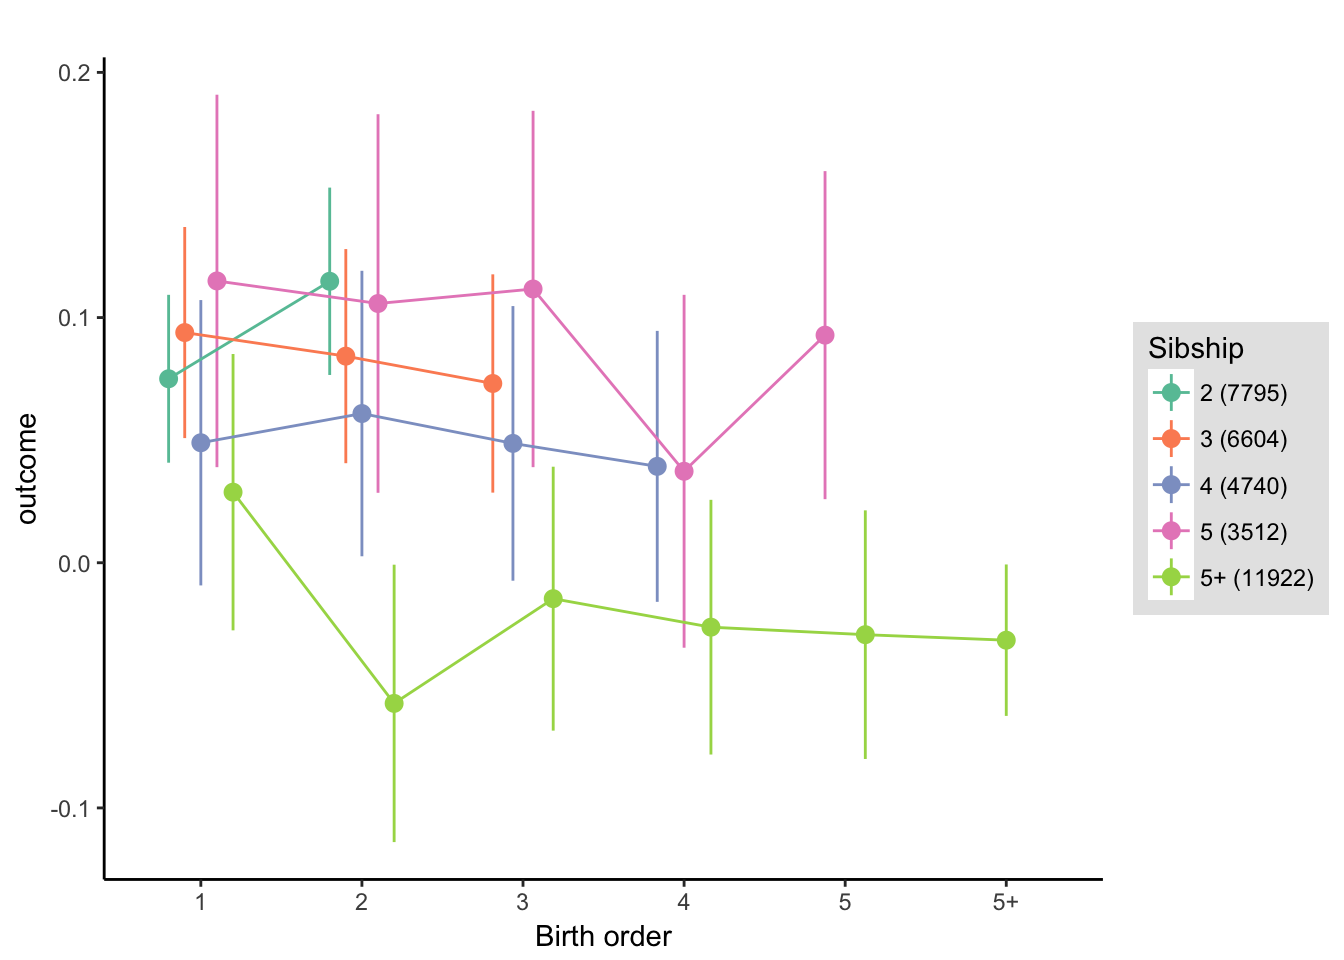 0.2
0.1
0.0
-0.1
outcome
1 2 3 4 5 5+
Birth order
Sibship
2 (7795)
3 (6604)
4 (4740)
5 (3512)
5+ (11922)